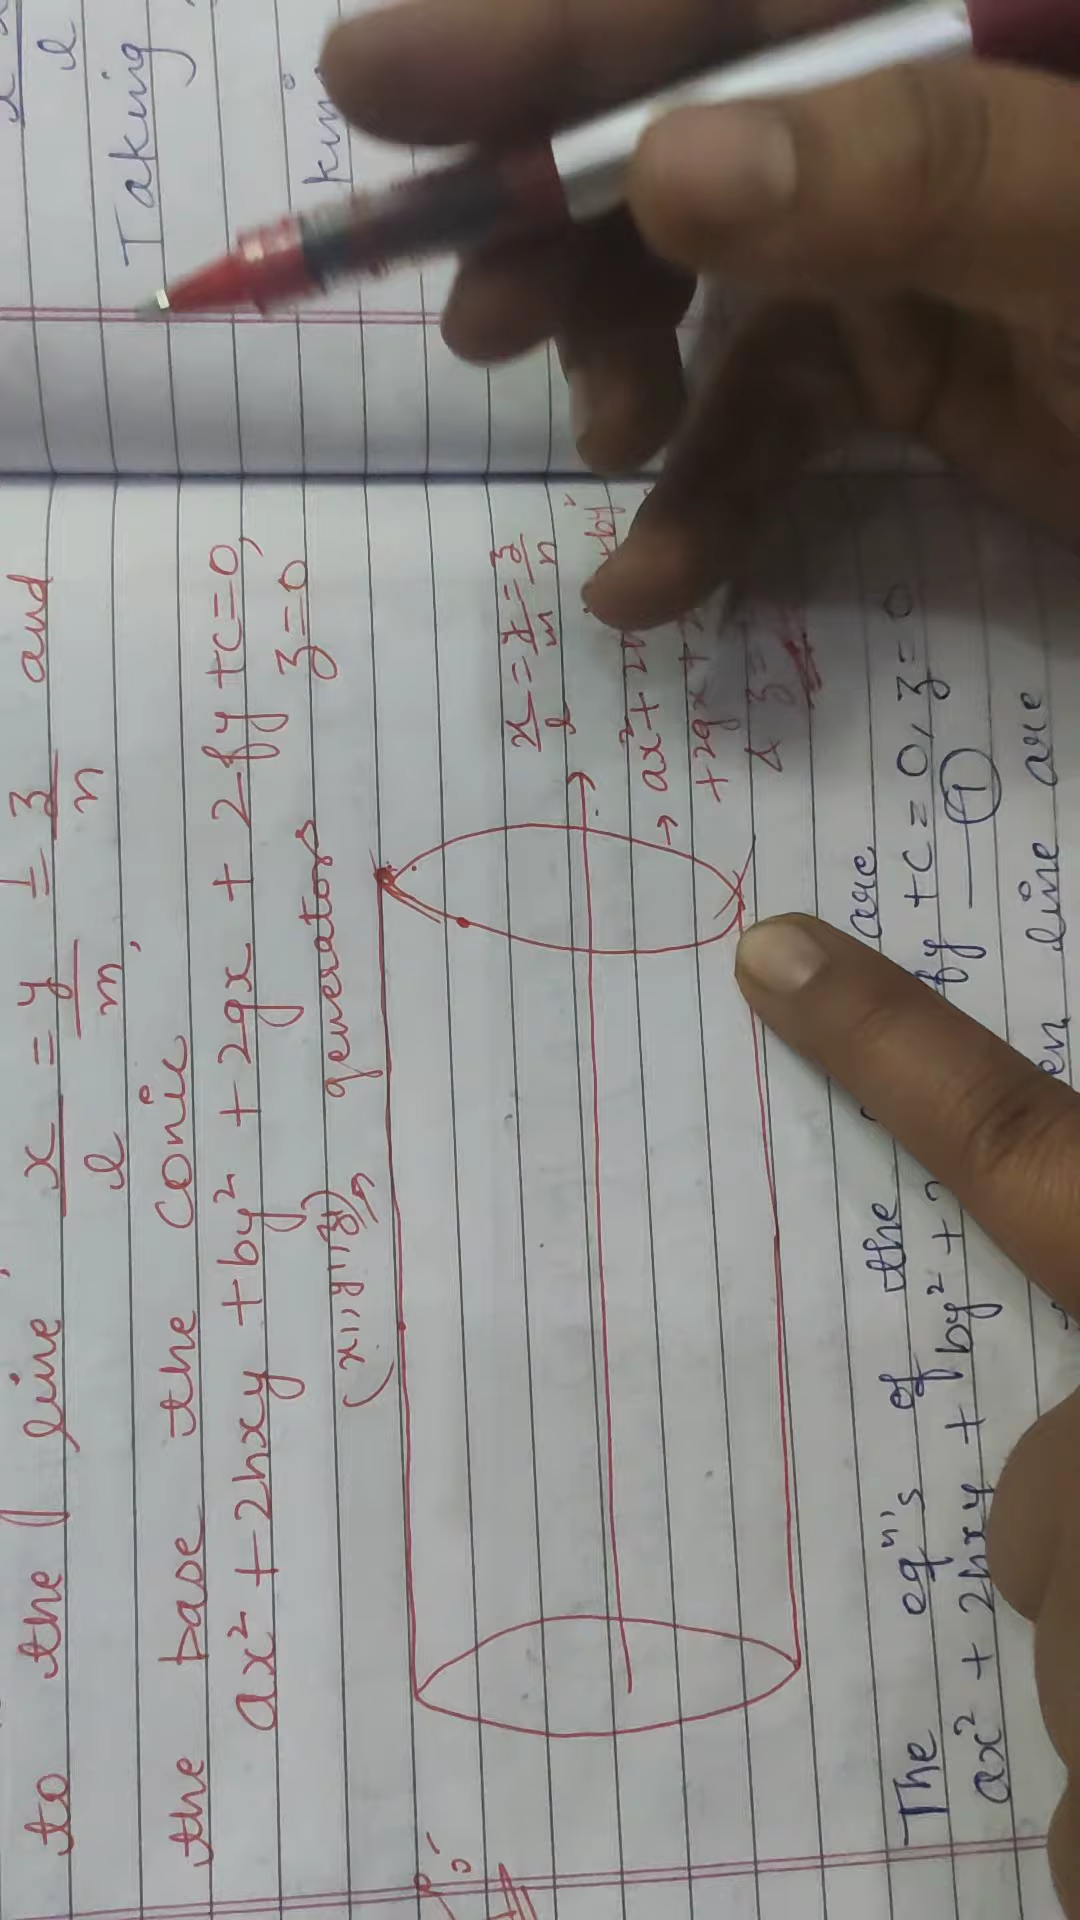 to the line x/l = y/m = z/n and
the base the conic
ax² + 2hxy + by² + 2gx + 2fy + c = 0,
z = 0
(x₁, y₁, z₁) generators
x/l = y/m = z/n
→ ax² +
+ 2gx +
The eqⁿ's of the are
ax² + 2hxy + by² + fy + c = 0, z = 0
— ①
line are
Taking